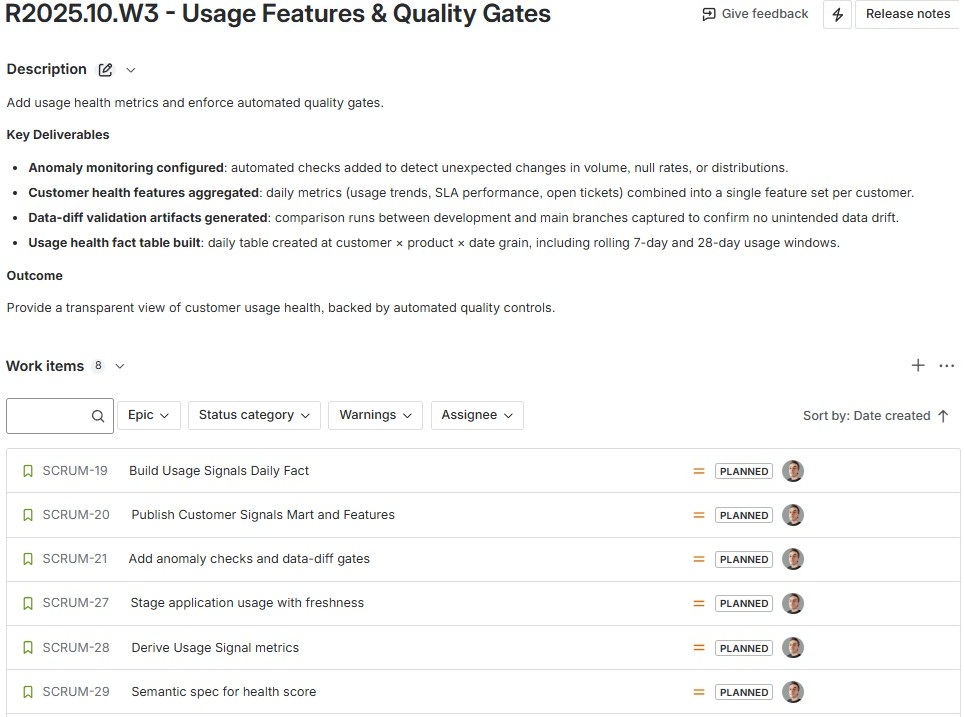 R2025.10.W3 - Usage Features & Quality Gates
Give feedback
Release notes
Description
Add usage health metrics and enforce automated quality gates.
Key Deliverables
• Anomaly monitoring configured: automated checks added to detect unexpected changes in volume, null rates, or distributions.
• Customer health features aggregated: daily metrics (usage trends, SLA performance, open tickets) combined into a single feature set per customer.
• Data-diff validation artifacts generated: comparison runs between development and main branches captured to confirm no unintended data drift.
• Usage health fact table built: daily table created at customer × product × date grain, including rolling 7-day and 28-day usage windows.
Outcome
Provide a transparent view of customer usage health, backed by automated quality controls.
Work items 8
Epic Status category Warnings Assignee Sort by: Date created
SCRUM-19 Build Usage Signals Daily Fact PLANNED
SCRUM-20 Publish Customer Signals Mart and Features PLANNED
SCRUM-21 Add anomaly checks and data-diff gates PLANNED
SCRUM-27 Stage application usage with freshness PLANNED
SCRUM-28 Derive Usage Signal metrics PLANNED
SCRUM-29 Semantic spec for health score PLANNED